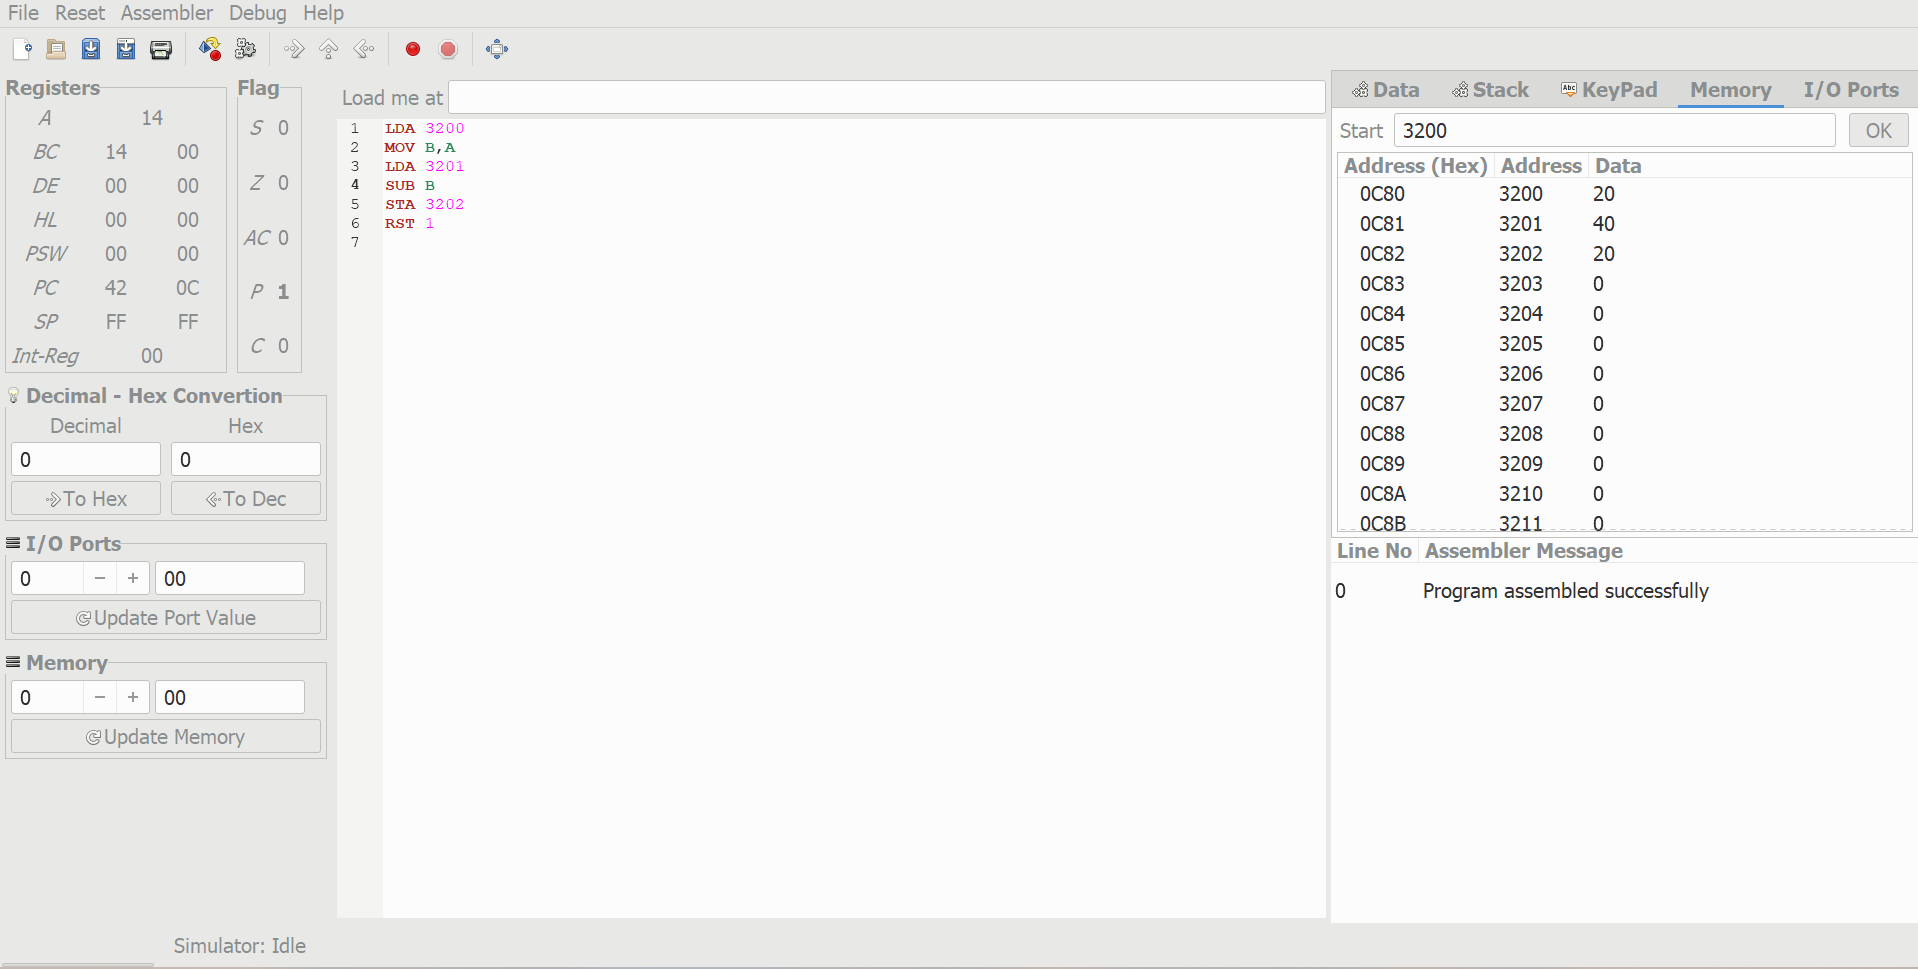 File Reset Assembler Debug Help
Registers
A 14
BC 14 00
DE 00 00
HL 00 00
PSW 00 00
PC 42 0C
SP FF FF
Int-Reg 00
Flag
S 0
Z 0
AC 0
P 1
C 0
Decimal - Hex Convertion
Decimal Hex
0 0
To Hex To Dec
I/O Ports
0 − + 00
Update Port Value
Memory
0 − + 00
Update Memory
Simulator: Idle
Load me at
1 LDA 3200
2 MOV B,A
3 LDA 3201
4 SUB B
5 STA 3202
6 RST 1
7
Data Stack Abc KeyPad Memory I/O Ports
Start 3200 OK
Address (Hex) Address Data
0C80 3200 20
0C81 3201 40
0C82 3202 20
0C83 3203 0
0C84 3204 0
0C85 3205 0
0C86 3206 0
0C87 3207 0
0C88 3208 0
0C89 3209 0
0C8A 3210 0
0C8B 3211 0
Line No Assembler Message
0 Program assembled successfully